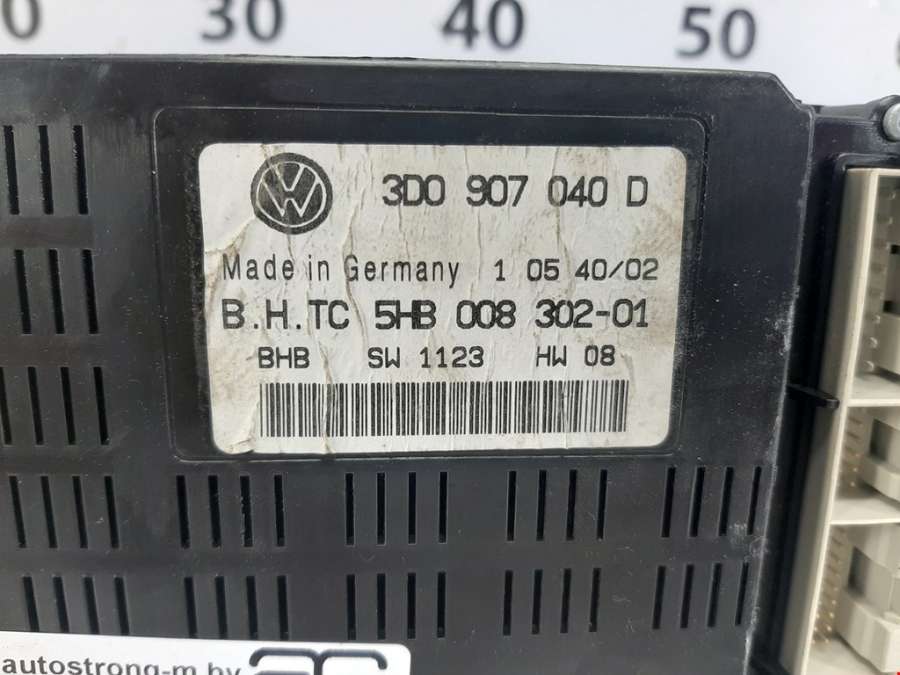 30
40
50
3D0 907 040 D
Made in Germany 1 05 40/02
B.H.TC 5HB 008 302-01
BHB SW 1123 HW 08
autostrong-m.by